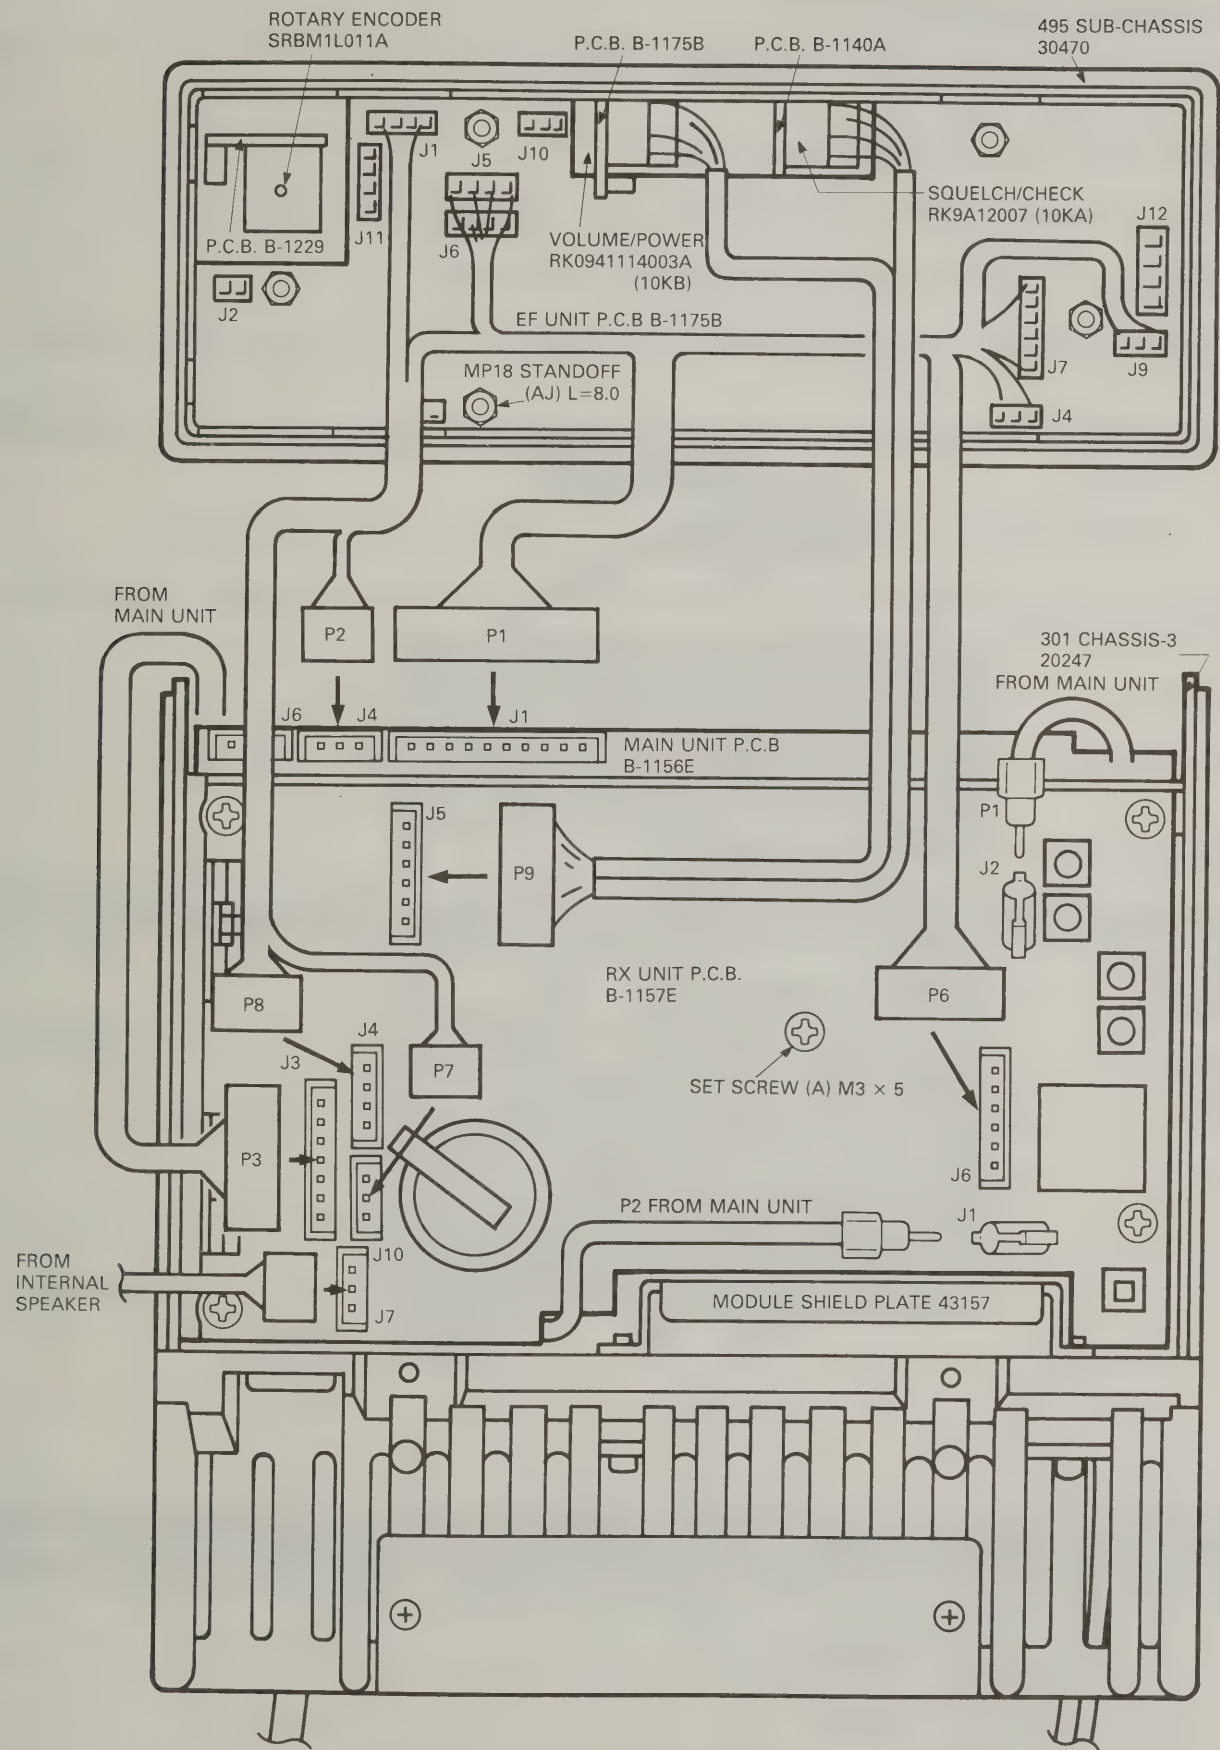 ROTARY ENCODER
SRBM1L011A
P.C.B. B-1175B
P.C.B. B-1140A
495 SUB-CHASSIS
30470
J1
J5
J10
J11
J6
P.C.B. B-1229
J2
VOLUME/POWER
RK0941114003A
(10KB)
SQUELCH/CHECK
RK9A12007 (10KA)
J12
EF UNIT P.C.B B-1175B
MP18 STANDOFF
(AJ) L=8.0
J7
J9
J4
FROM
MAIN UNIT
P2
P1
301 CHASSIS-3
20247
FROM MAIN UNIT
J6
J4
J1
MAIN UNIT P.C.B
B-1156E
J5
P9
P1
J2
RX UNIT P.C.B.
B-1157E
P6
P8
J4
J3
P7
SET SCREW (A) M3 × 5
P3
J6
P2 FROM MAIN UNIT
J1
J10
FROM
INTERNAL
SPEAKER
J7
MODULE SHIELD PLATE 43157